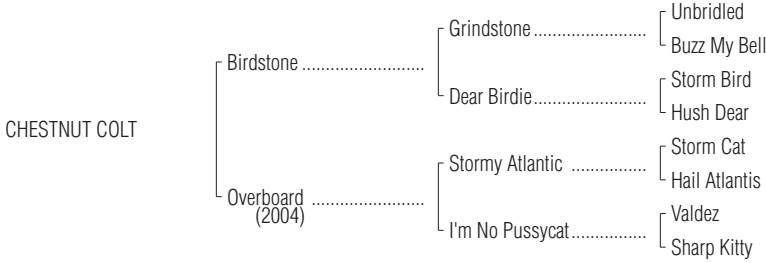 Unbridled
Grindstone
Buzz My Bell
Birdstone
Storm Bird
Dear Birdie
Hush Dear
CHESTNUT COLT
Storm Cat
Stormy Atlantic
Hail Atlantis
Overboard
(2004)
Valdez
I'm No Pussycat
Sharp Kitty